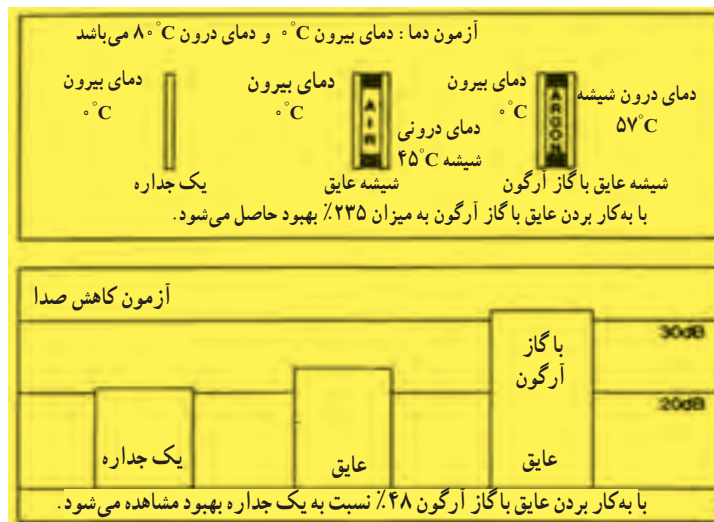 آزمون دما : دمای بیرون ۰°C و دمای درون ۸۰°C می‌باشد
دمای بیرون
۰°C
دمای بیرون
۰°C
دمای بیرون
۰°C
دمای درون شیشه
۵۷°C
دمای درونی
شیشه ۴۵°C
AIR
ARGON
یک جداره
شیشه عایق
شیشه عایق با گاز آرگون
با به‌کار بردن عایق با گاز آرگون به میزان ۲۳۵٪ بهبود حاصل می‌شود.
آزمون کاهش صدا
30dB
با گاز
آرگون
20dB
یک جداره
عایق
عایق
با به‌کار بردن عایق با گاز آرگون ۴۸٪ نسبت به یک جداره بهبود مشاهده می‌شود.